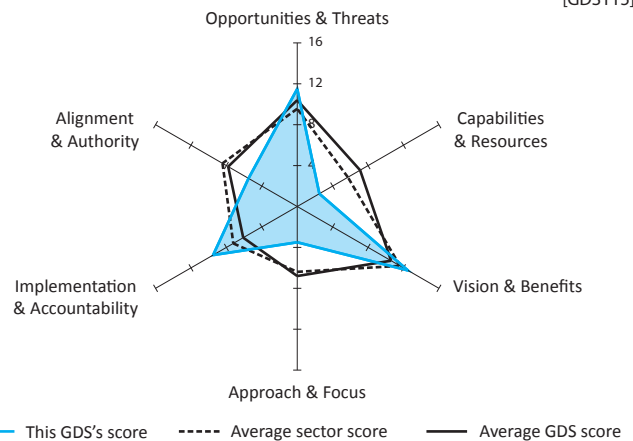 [GDS115]
Opportunities & Threats
16
12
8
4
Alignment
& Authority
Capabilities
& Resources
Implementation
& Accountability
Vision & Benefits
Approach & Focus
This GDS's score
Average sector score
Average GDS score